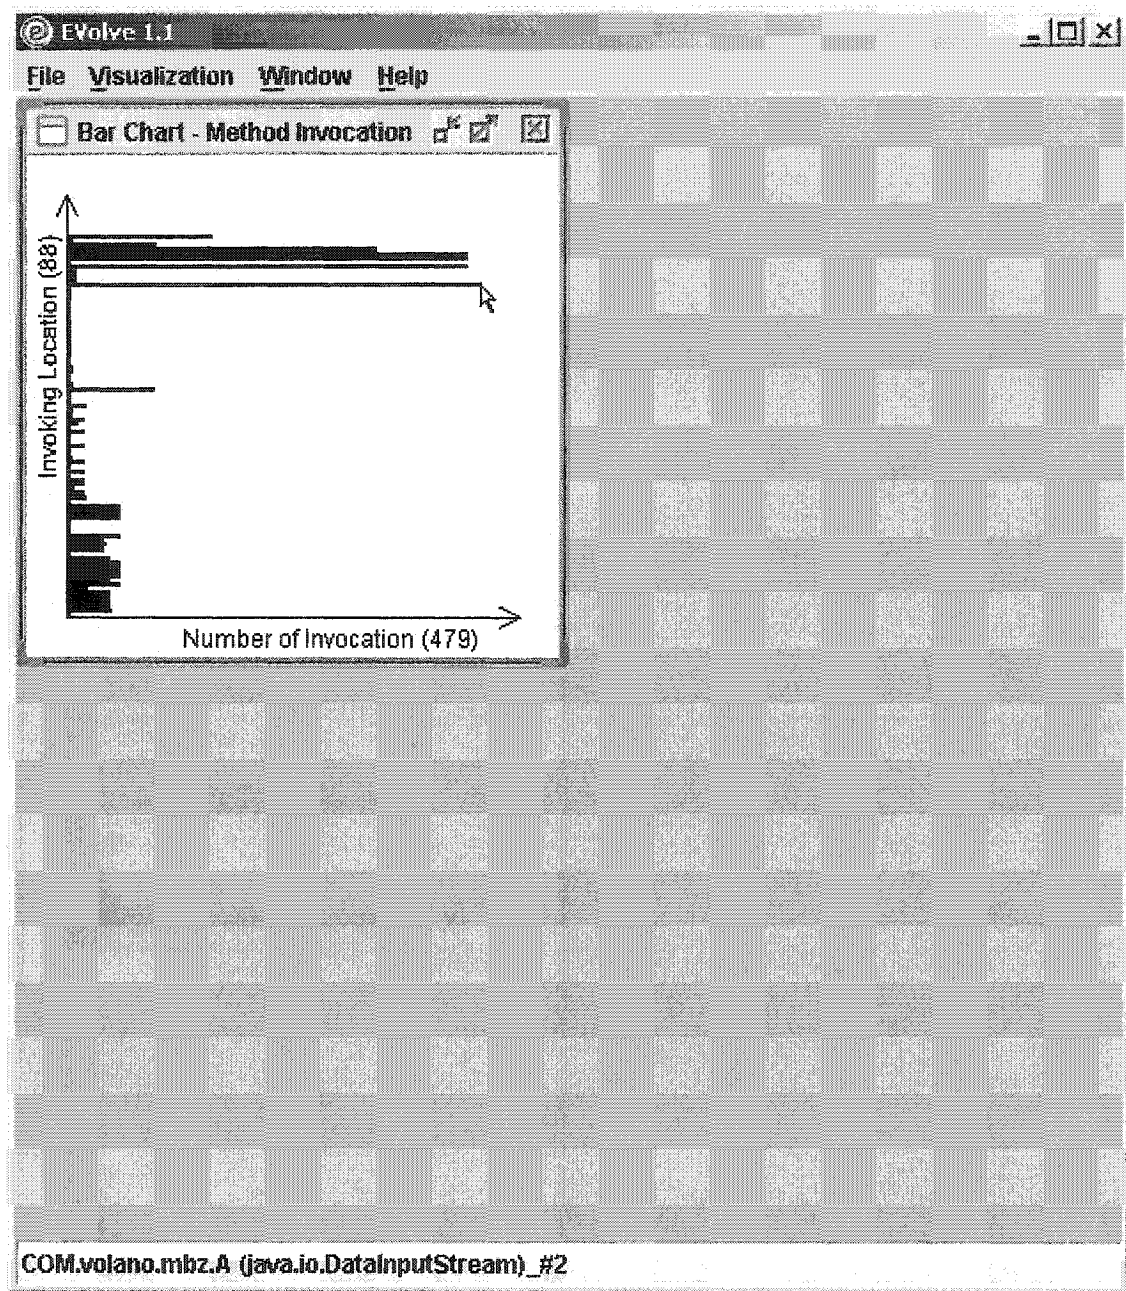 EVolve 1.1
File Visualization Window Help
Bar Chart - Method Invocation
Invoking Location (88)
Number of Invocation (479)
COM.volano.mbz.A (java.io.DataInputStream)_#2